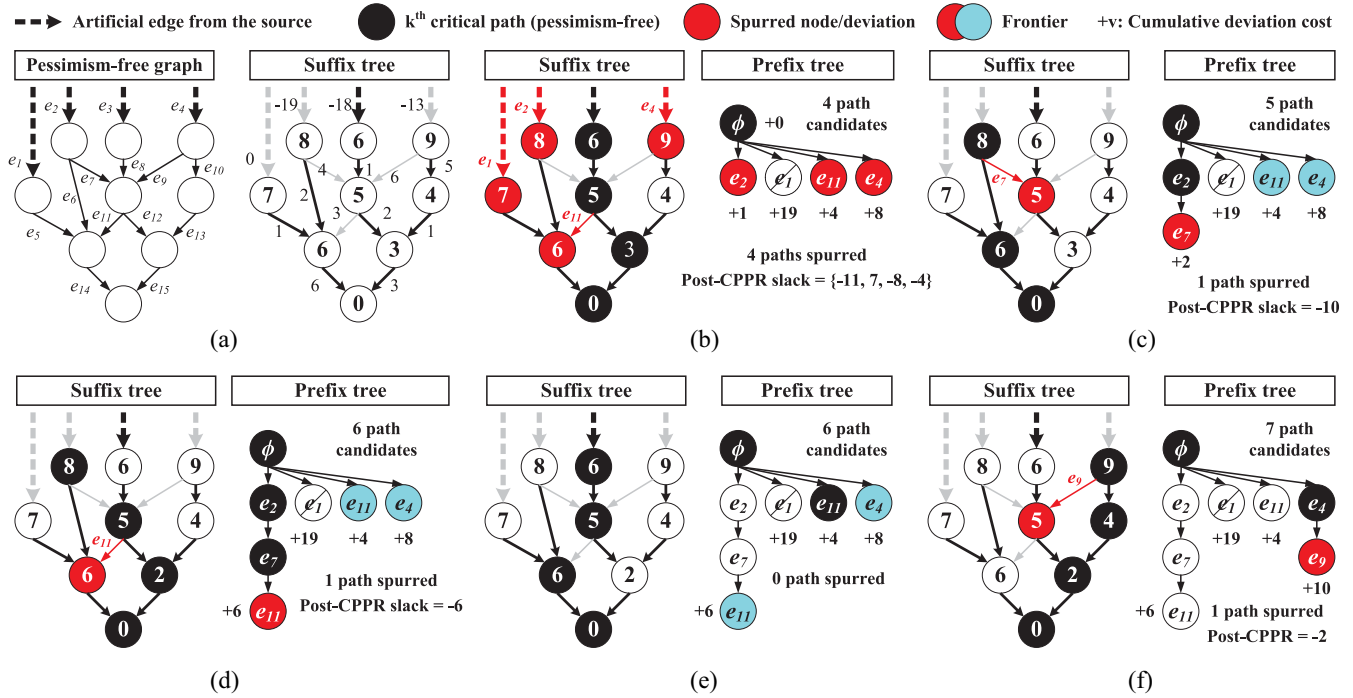 Artificial edge from the source
kth critical path (pessimism-free)
Spurred node/deviation
Frontier
+v: Cumulative deviation cost
Pessimism-free graph
e2
e3
e4
e1
e8
e7
e9
e10
e6
e11
e12
e5
e13
e14
e15
Suffix tree
-19
-18
-13
0
8
6
9
4
1
6
5
2
7
5
4
3
2
1
1
6
3
6
3
0
(a)
Suffix tree
e2
e4
e1
8
6
9
7
5
4
e11
6
3
0
Prefix tree
ϕ
+0
4 path
candidates
e2
e1
e11
e4
+1
+19
+4
+8
4 paths spurred
Post-CPPR slack = {-11, 7, -8, -4}
(b)
Suffix tree
8
6
9
e7
7
5
4
6
3
0
Prefix tree
ϕ
5 path
candidates
e2
e1
e11
e4
+19
+4
+8
e7
+2
1 path spurred
Post-CPPR slack = -10
(c)
Suffix tree
8
6
9
7
5
4
e11
6
2
0
Prefix tree
ϕ
6 path
candidates
e2
e1
e11
e4
+19
+4
+8
e7
1 path spurred
Post-CPPR slack = -6
+6
e11
(d)
Suffix tree
8
6
9
7
5
4
6
2
0
Prefix tree
ϕ
6 path
candidates
e2
e1
e11
e4
+19
+4
+8
e7
0 path spurred
+6
e11
(e)
Suffix tree
8
6
9
e9
7
5
4
6
2
0
Prefix tree
ϕ
7 path
candidates
e2
e1
e11
e4
+19
+4
e7
e9
+10
+6
e11
1 path spurred
Post-CPPR = -2
(f)